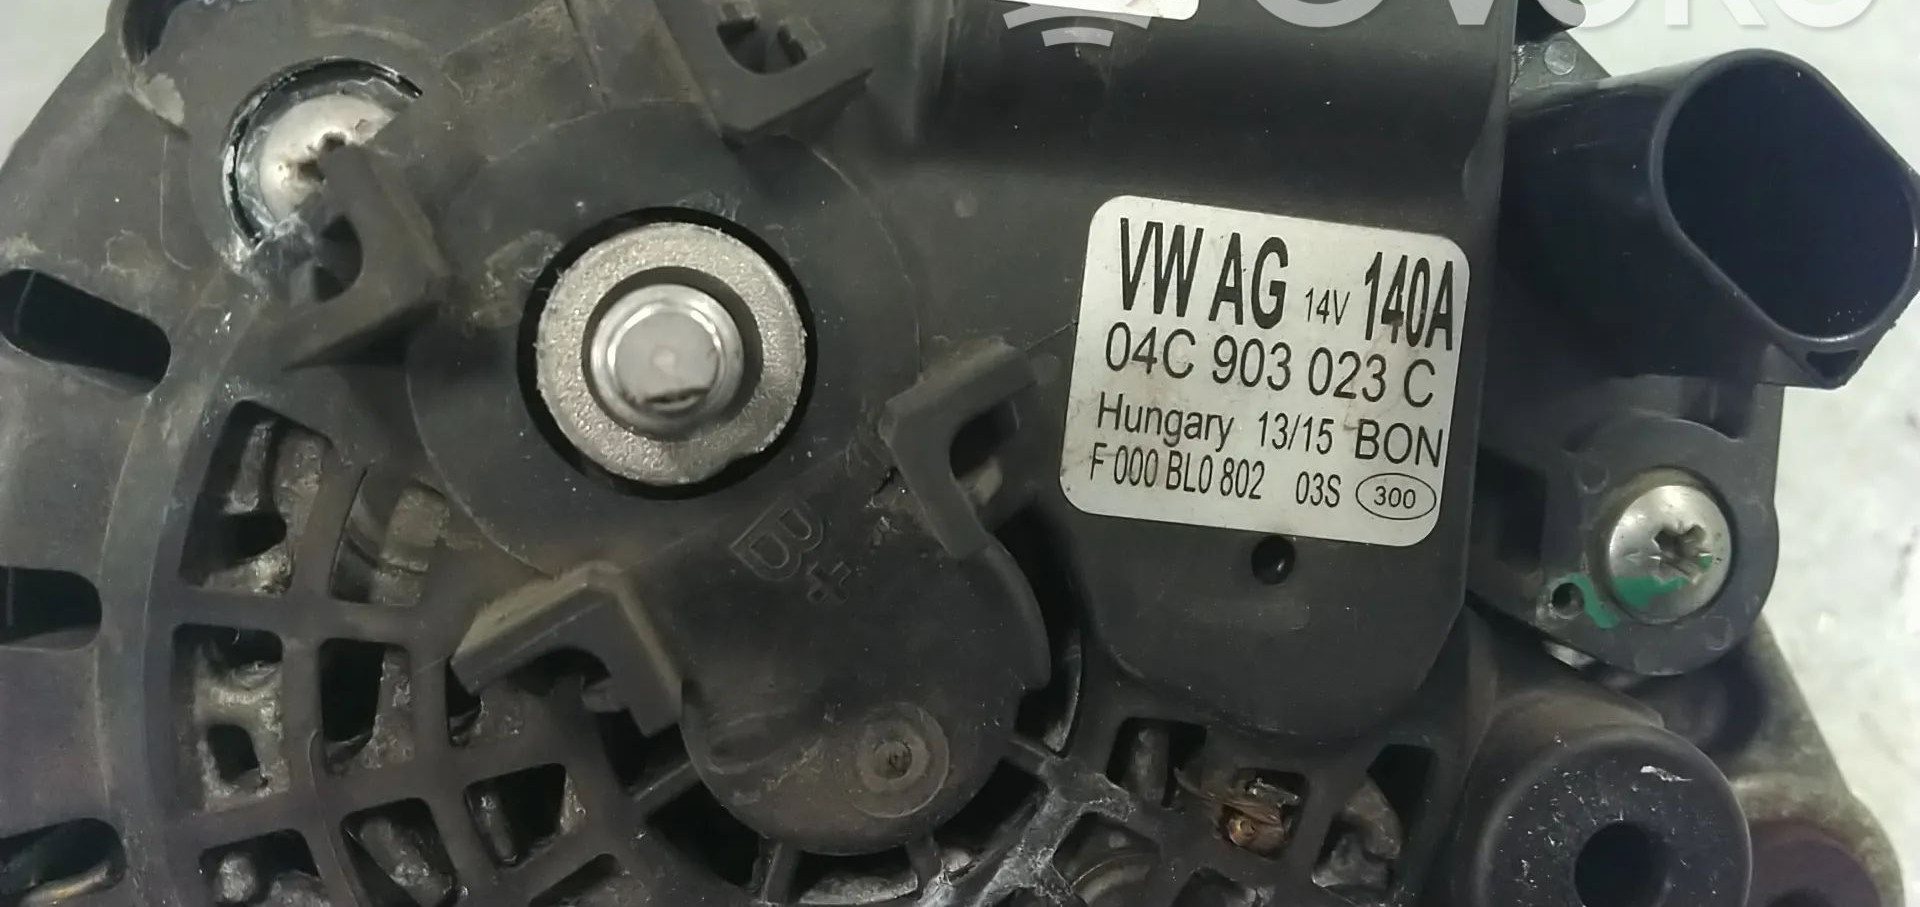 VW AG 14V 140A
04C 903 023 C
Hungary 13/15 BON
F 000 BL0 802 03S 300
B+